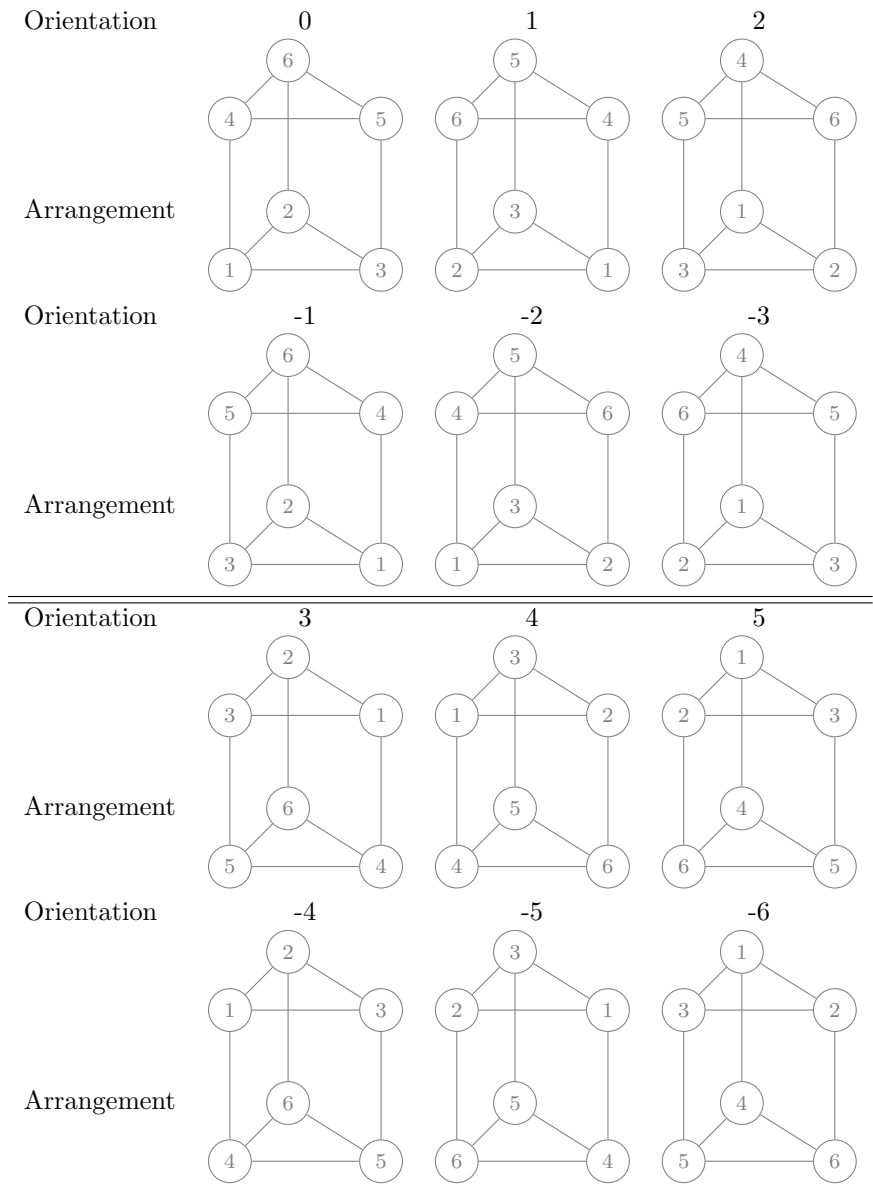 Orientation 0 1 2
6 5 4
4 5 6 4 5 6
Arrangement 2 3 1
1 3 2 1 3 2
Orientation -1 -2 -3
6 5 4
5 4 4 6 6 5
Arrangement 2 3 1
3 1 1 2 2 3
Orientation 3 4 5
2 3 1
3 1 1 2 2 3
Arrangement 6 5 4
5 4 4 6 6 5
Orientation -4 -5 -6
2 3 1
1 3 2 1 3 2
Arrangement 6 5 4
4 5 6 4 5 6